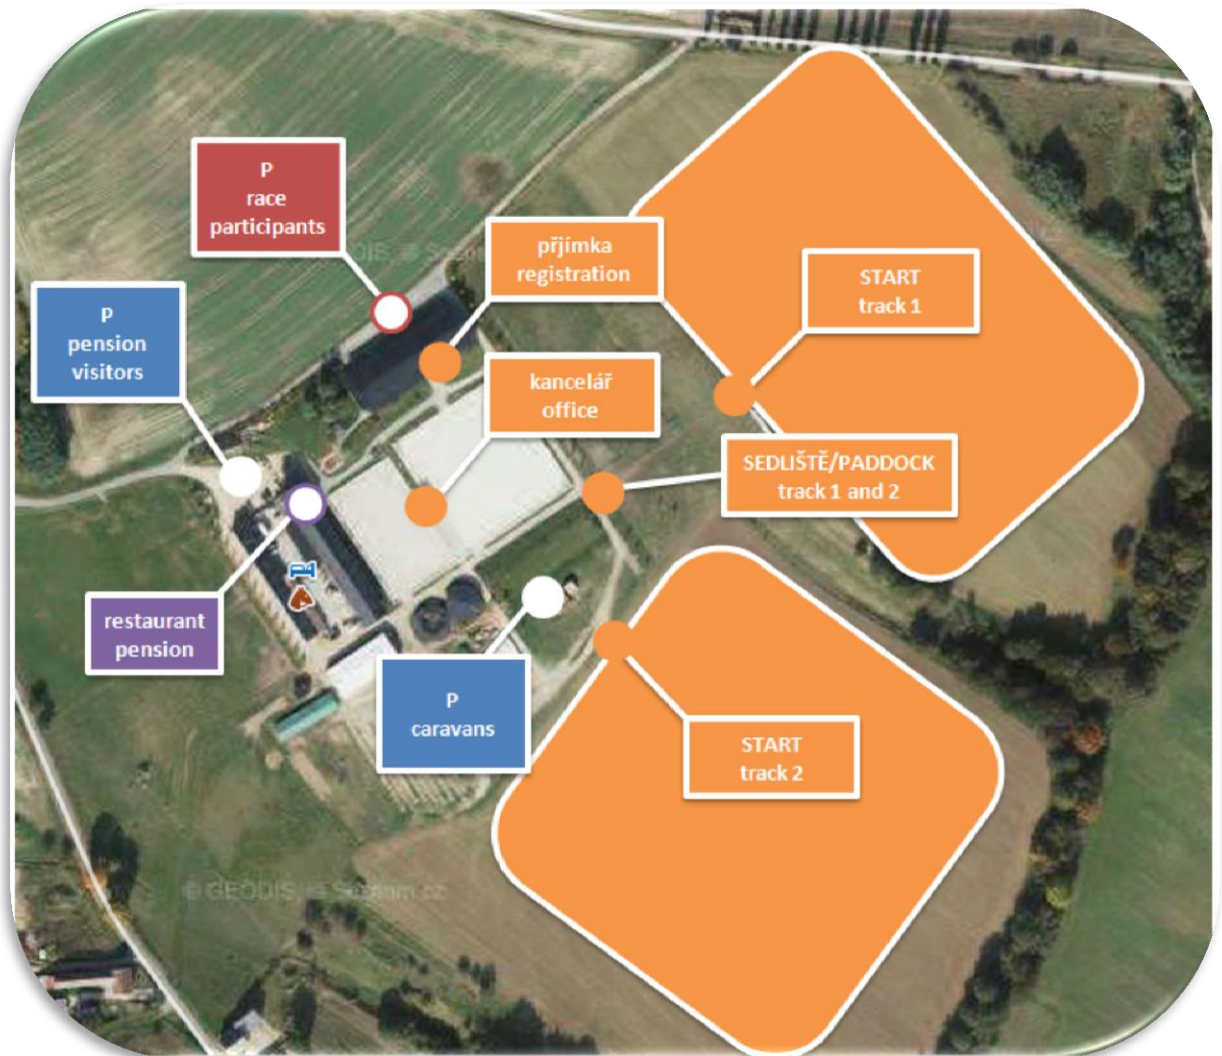 P
race
participants
přjímka
registration
START
track 1
P
pension
visitors
kancelář
office
SEDLIŠTĚ/PADDOCK
track 1 and 2
restaurant
pension
P
caravans
START
track 2
© GEODIS, © Seznam.cz